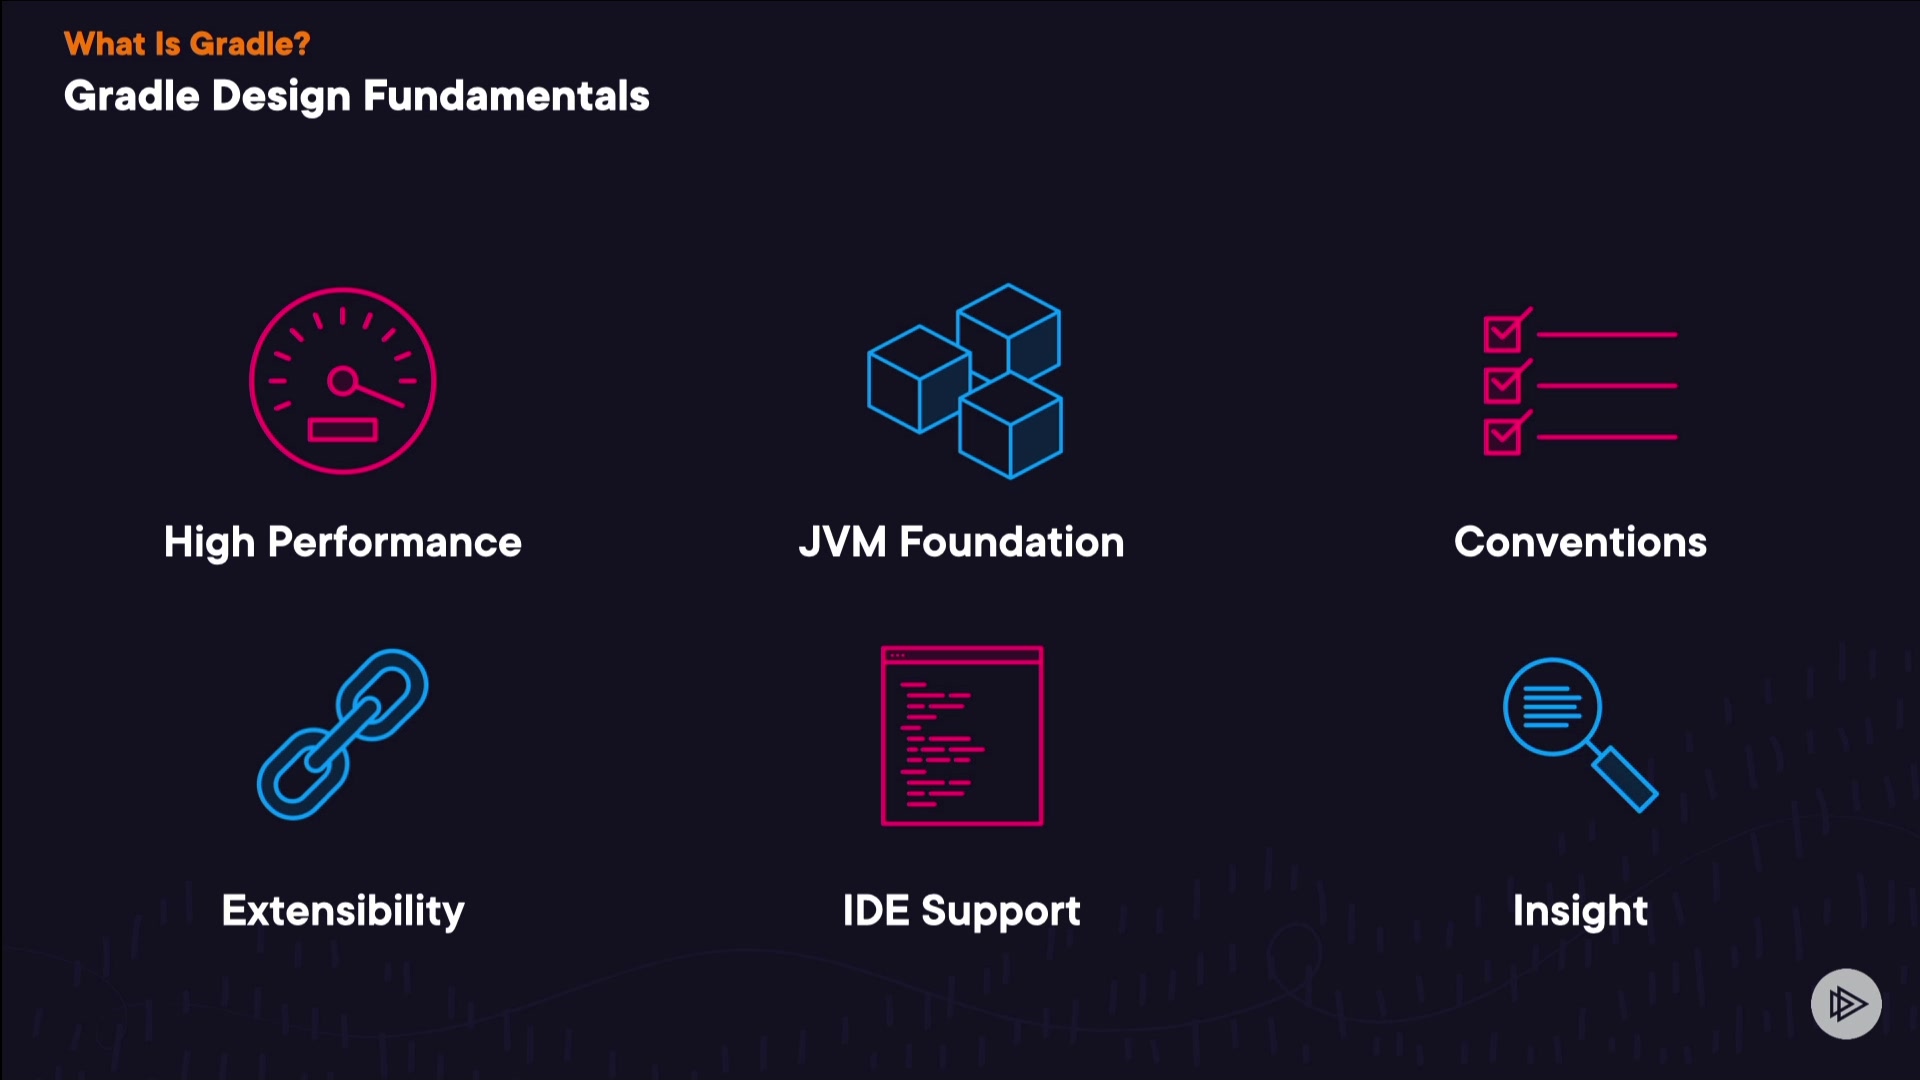 What Is Gradle?
Gradle Design Fundamentals
High Performance
JVM Foundation
Conventions
Extensibility
IDE Support
Insight